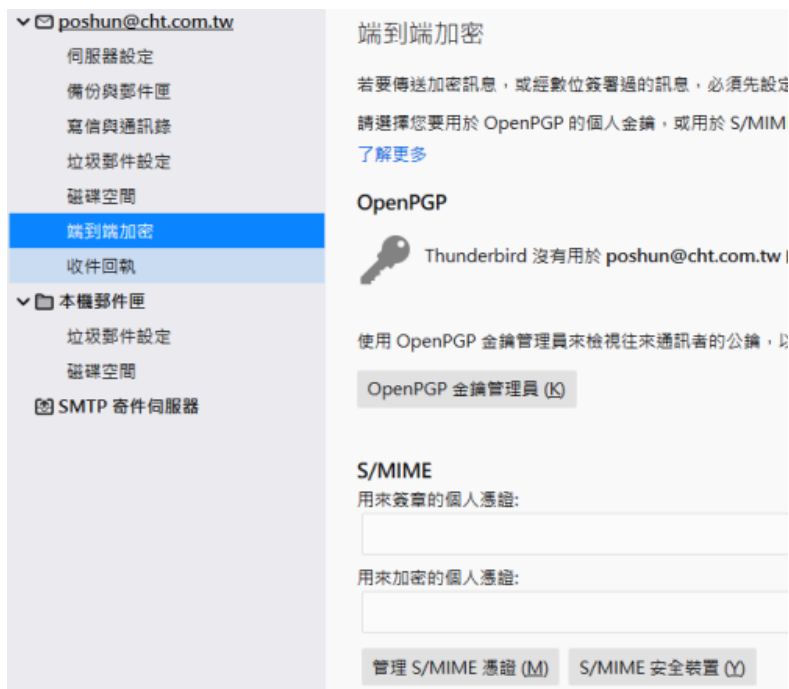 poshun@cht.com.tw
伺服器設定
備份與郵件匣
寫信與通訊錄
垃圾郵件設定
磁碟空間
端到端加密
收件回執
本機郵件匣
垃圾郵件設定
磁碟空間
SMTP 寄件伺服器
端到端加密
若要傳送加密訊息，或經數位簽署過的訊息，必須先設定
請選擇您要用於 OpenPGP 的個人金鑰，或用於 S/MIM
了解更多
OpenPGP
Thunderbird 沒有用於 poshun@cht.com.tw
使用 OpenPGP 金鑰管理員來檢視往來通訊者的公鑰，以
OpenPGP 金鑰管理員 (K)
S/MIME
用來簽章的個人憑證:
用來加密的個人憑證:
管理 S/MIME 憑證 (M)
S/MIME 安全裝置 (Y)